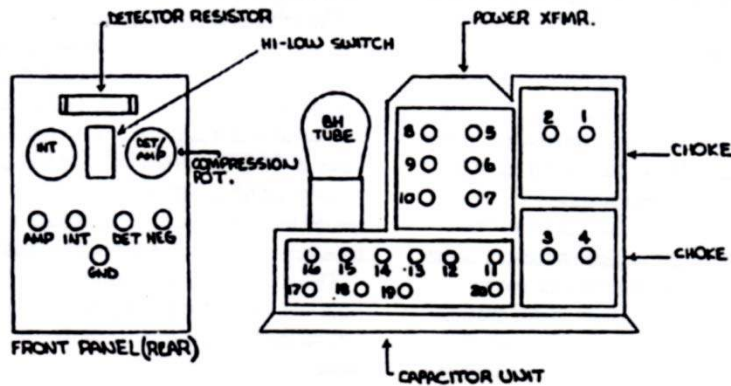 DETECTOR RESISTOR
HI-LOW SWITCH
POWER XFMR.
INT
DET/
AMP
COMPRESSION
POT.
AMP INT DET NEG
GND
FRONT PANEL (REAR)
BH
TUBE
8 5
9 6
10 7
2 1
CHOKE
3 4
CHOKE
16 15 14 13 12 11
17 18 19 20
CAPACITOR UNIT